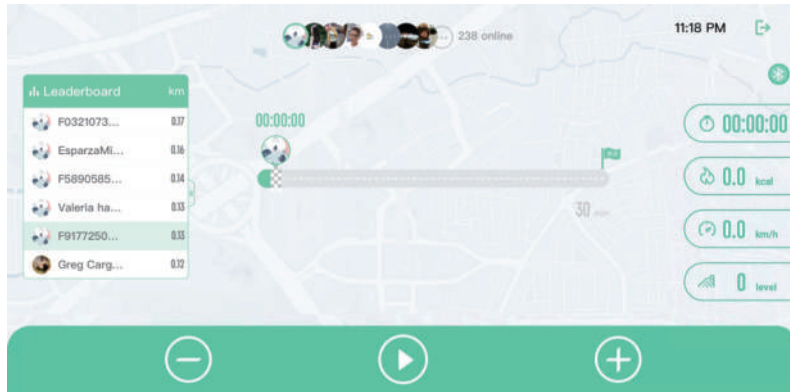 238 online
11:18 PM
Leaderboard km
F0321073... 0.17
EsparzaMi... 0.16
F5890585... 0.14
Valeria ha... 0.13
F9177250... 0.13
Greg Carg... 0.12
00:00:00
30
00:00:00
0.0 kcal
0.0 km/h
0 level